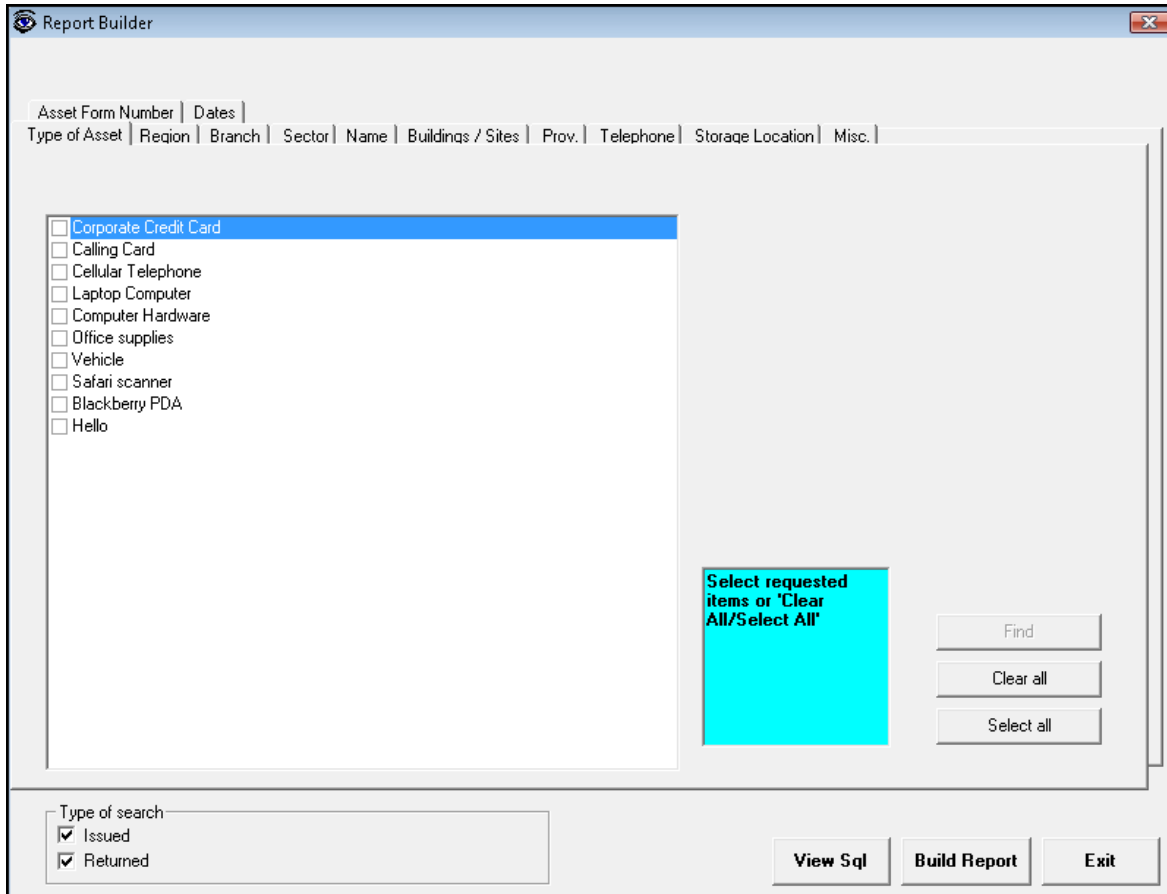 Report Builder
Asset Form Number Dates
Type of Asset Region Branch Sector Name Buildings / Sites Prov. Telephone Storage Location Misc.
Corporate Credit Card
Calling Card
Cellular Telephone
Laptop Computer
Computer Hardware
Office supplies
Vehicle
Safari scanner
Blackberry PDA
Hello
Select requested
items or 'Clear
All/Select All'
Find
Clear all
Select all
Type of search
Issued
Returned
View Sql Build Report Exit